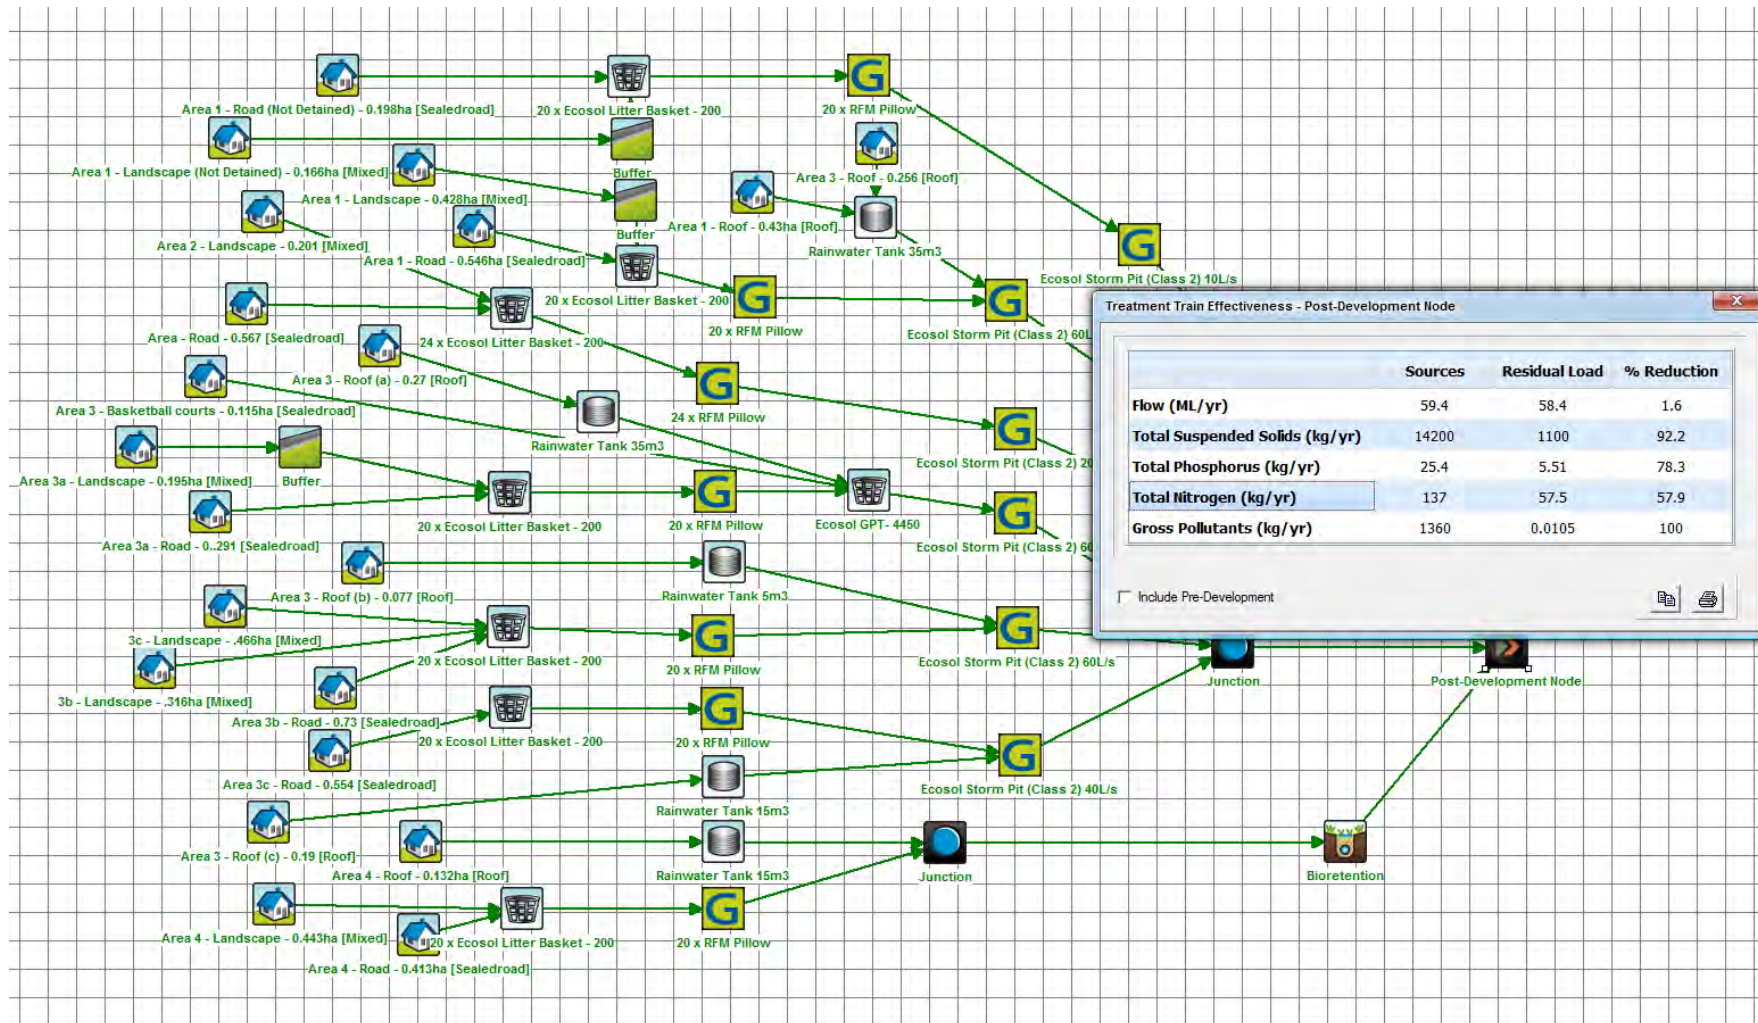 Area 1 - Road (Not Detained) - 0.198ha [Sealedroad]
20 x Ecosol Litter Basket - 200
20 x RFM Pillow
Area 1 - Landscape (Not Detained) - 0.166ha [Mixed]
Buffer
Area 3 - Roof - 0.256 [Roof]
Area 1 - Landscape - 0.428ha [Mixed]
Buffer
Area 1 - Roof - 0.43ha [Roof]
Area 2 - Landscape - 0.201 [Mixed]
Rainwater Tank 35m3
Area 1 - Road - 0.546ha [Sealedroad]
Ecosol Storm Pit (Class 2) 10L/s
20 x Ecosol Litter Basket - 200
20 x RFM Pillow
Ecosol Storm Pit (Class 2) 60L
Area - Road - 0.567 [Sealedroad]
24 x Ecosol Litter Basket - 200
Area 3 - Roof (a) - 0.27 [Roof]
Area 3 - Basketball courts - 0.115ha [Sealedroad]
24 x RFM Pillow
Rainwater Tank 35m3
Ecosol Storm Pit (Class 2) 20
Area 3a - Landscape - 0.195ha [Mixed]
Buffer
20 x Ecosol Litter Basket - 200
20 x RFM Pillow
Ecosol GPT- 4450
Area 3a - Road - 0..291 [Sealedroad]
Ecosol Storm Pit (Class 2) 60
Area 3 - Roof (b) - 0.077 [Roof]
Rainwater Tank 5m3
3c - Landscape - .466ha [Mixed]
20 x Ecosol Litter Basket - 200
20 x RFM Pillow
Ecosol Storm Pit (Class 2) 60L/s
3b - Landscape - .316ha [Mixed]
Area 3b - Road - 0.73 [Sealedroad]
Junction
Post-Development Node
20 x Ecosol Litter Basket - 200
20 x RFM Pillow
Area 3c - Road - 0.554 [Sealedroad]
Rainwater Tank 15m3
Ecosol Storm Pit (Class 2) 40L/s
Area 3 - Roof (c) - 0.19 [Roof]
Area 4 - Roof - 0.132ha [Roof]
Rainwater Tank 15m3
Junction
Bioretention
Area 4 - Landscape - 0.443ha [Mixed]
20 x Ecosol Litter Basket - 200
20 x RFM Pillow
Area 4 - Road - 0.413ha [Sealedroad]
Treatment Train Effectiveness - Post-Development Node
Sources Residual Load % Reduction
Flow (ML/yr) 59.4 58.4 1.6
Total Suspended Solids (kg/yr) 14200 1100 92.2
Total Phosphorus (kg/yr) 25.4 5.51 78.3
Total Nitrogen (kg/yr) 137 57.5 57.9
Gross Pollutants (kg/yr) 1360 0.0105 100
Include Pre-Development